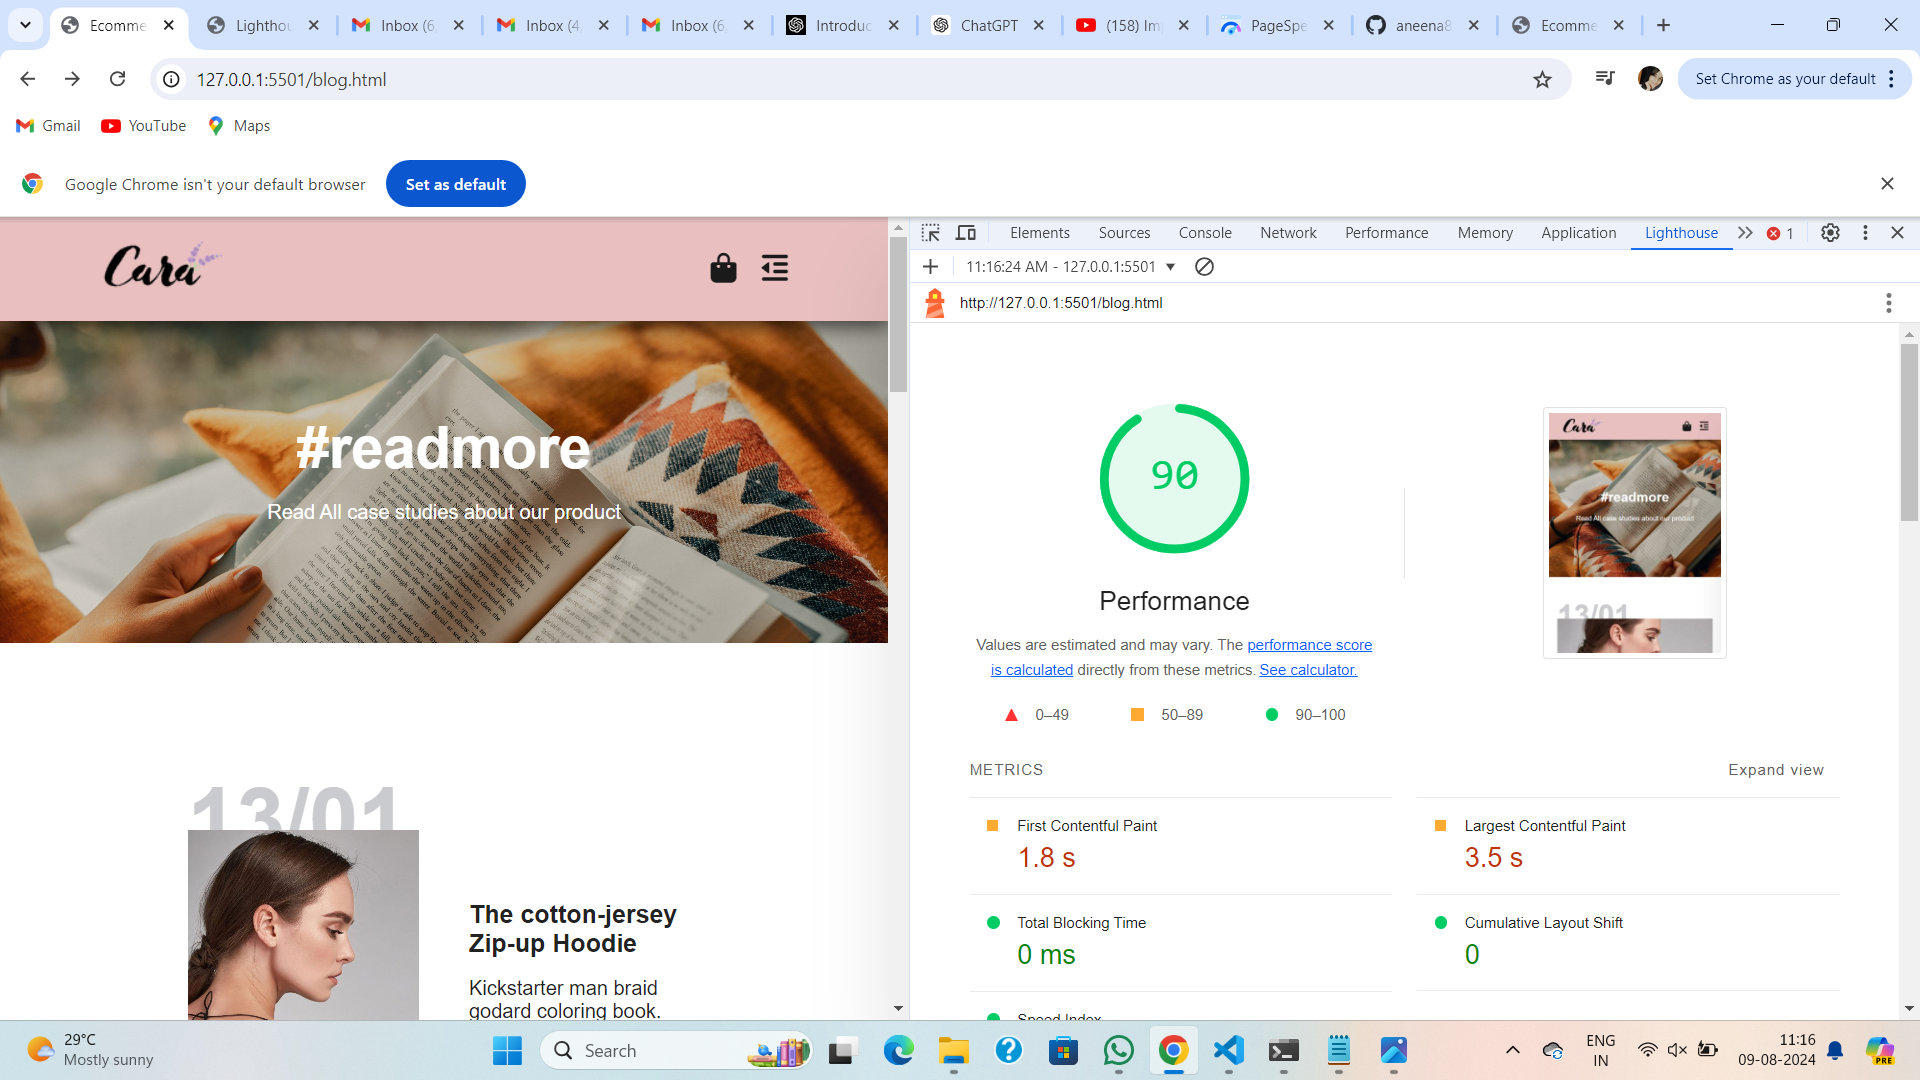 Ecomme
Lighthou
Inbox (6,
Inbox (4,
Inbox (6
Introduc
ChatGPT
(158) Im
PageSpe
aneena8
Ecomme
127.0.0.1:5501/blog.html
Set Chrome as your default
Gmail
YouTube
Maps
Google Chrome isn't your default browser
Set as default
Cara
#readmore
Read All case studies about our product
13/01
The cotton-jersey
Zip-up Hoodie
Kickstarter man braid
godard coloring book.
Elements
Sources
Console
Network
Performance
Memory
Application
Lighthouse
1
11:16:24 AM - 127.0.0.1:5501
http://127.0.0.1:5501/blog.html
90
Performance
Values are estimated and may vary. The performance score
is calculated directly from these metrics. See calculator.
0–49
50–89
90–100
Cara
#readmore
Read All case studies about our product
13/01
METRICS
Expand view
First Contentful Paint
1.8 s
Largest Contentful Paint
3.5 s
Total Blocking Time
0 ms
Cumulative Layout Shift
0
Speed Index
29°C
Mostly sunny
Search
ENG
IN
11:16
09-08-2024
PRE